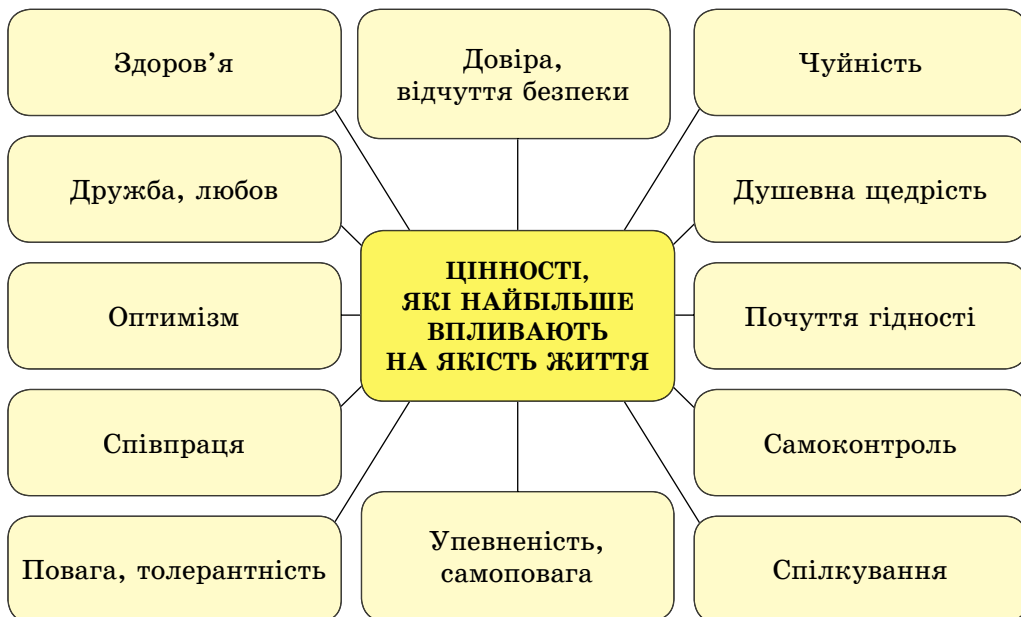 Здоров’я
Довіра,
відчуття безпеки
Чуйність
Дружба, любов
Душевна щедрість
ЦІННОСТІ,
ЯКІ НАЙБІЛЬШЕ
ВПЛИВАЮТЬ
НА ЯКІСТЬ ЖИТТЯ
Оптимізм
Почуття гідності
Співпраця
Самоконтроль
Повага, толерантність
Упевненість,
самоповага
Спілкування